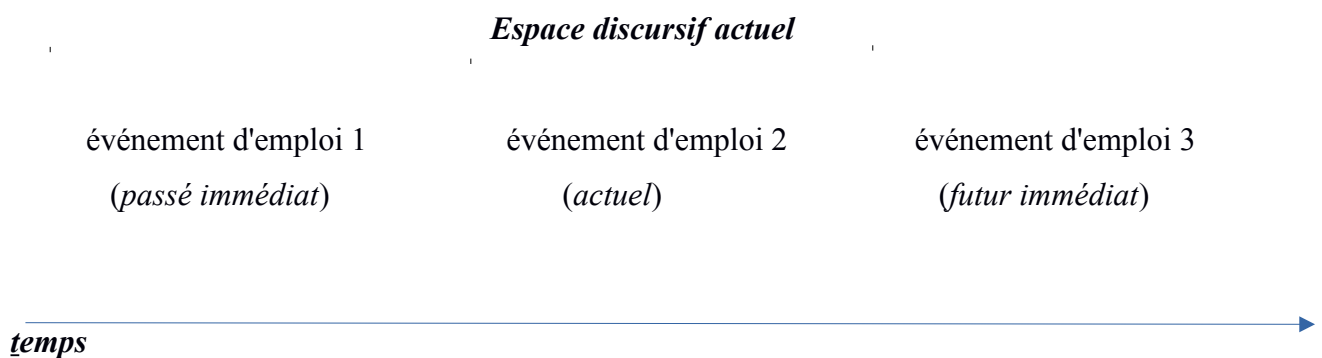 Espace discursif actuel
événement d'emploi 1 événement d'emploi 2 événement d'emploi 3
(passé immédiat) (actuel) (futur immédiat)
temps